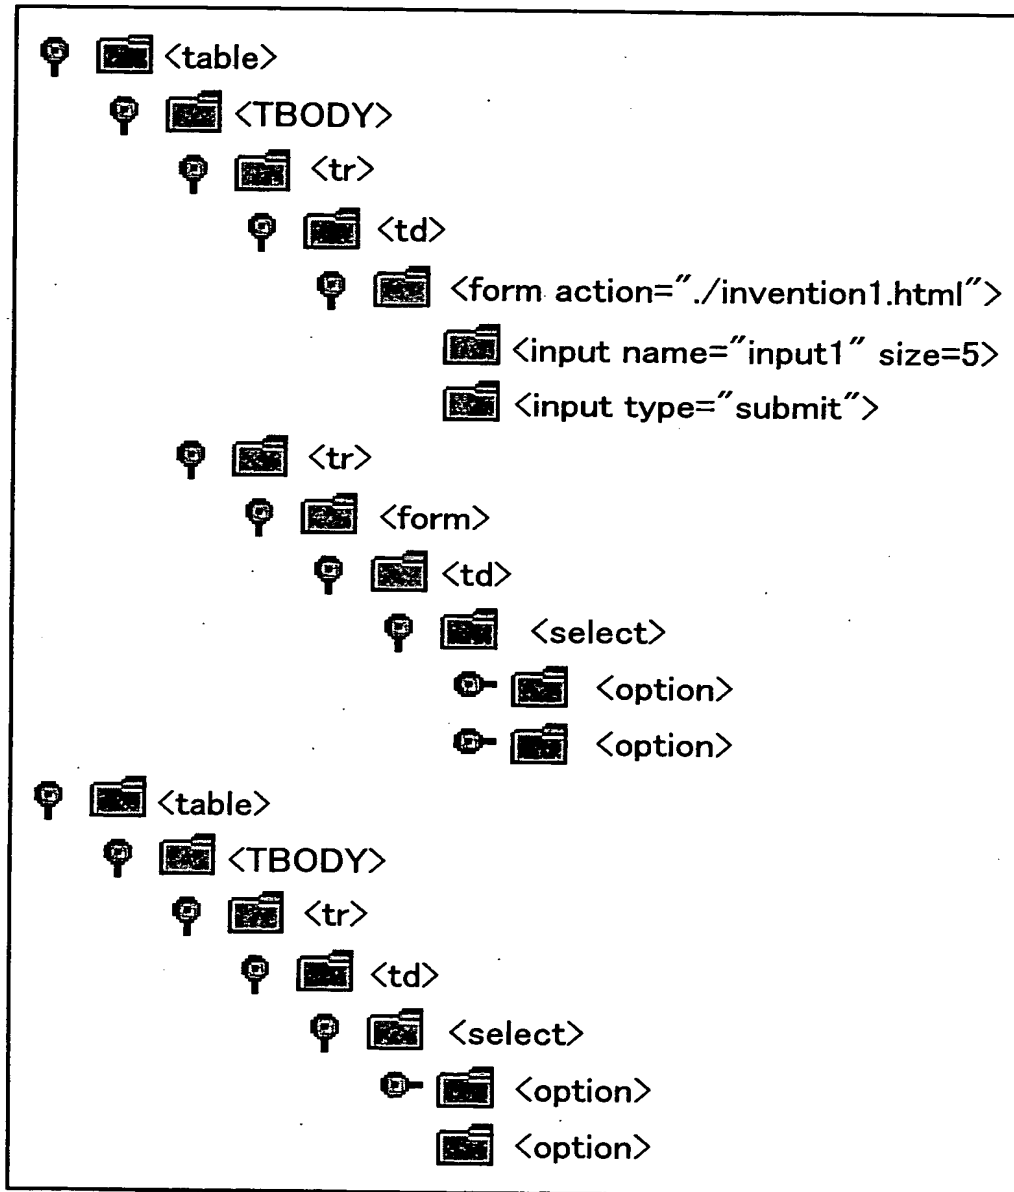 <table>
<TBODY>
<tr>
<td>
<form action="./invention1.html">
<input name="input1" size=5>
<input type="submit">
<tr>
<form>
<td>
<select>
<option>
<option>
<table>
<TBODY>
<tr>
<td>
<select>
<option>
<option>